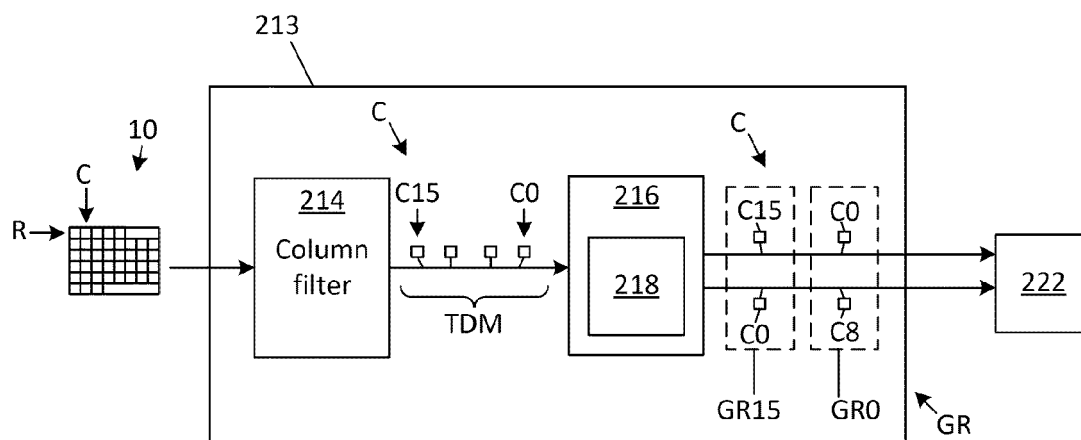 213
C
C
10
C
214
Column
filter
C15
C0
216
C15
C0
R
218
222
TDM
C0
C8
GR15
GR0
GR